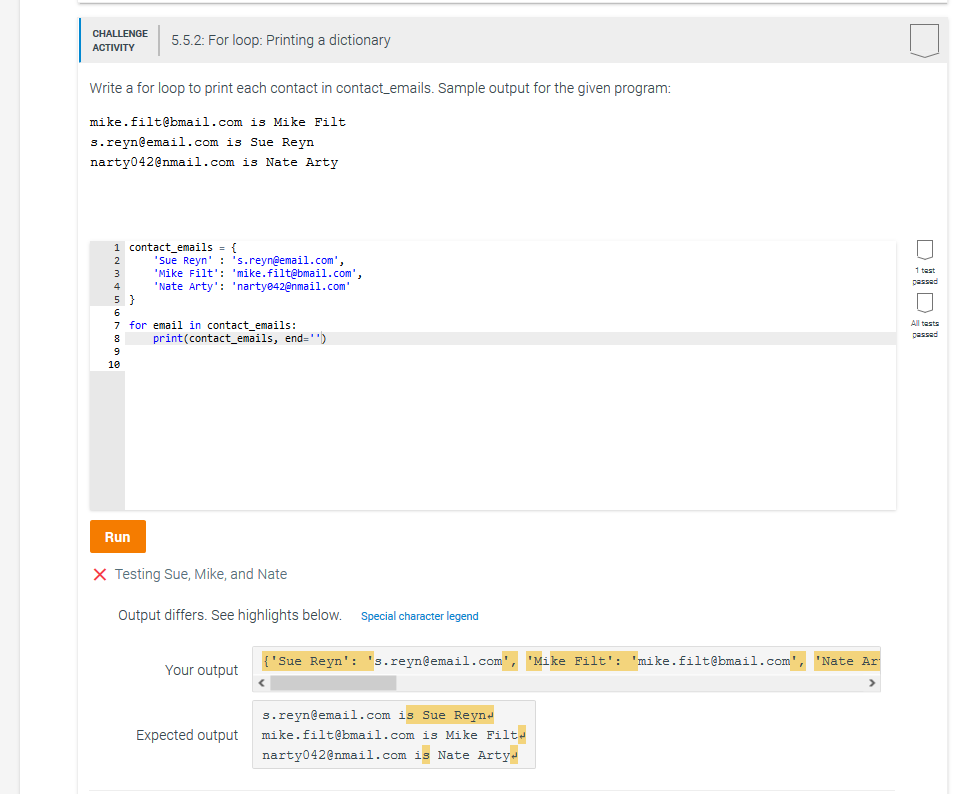 CHALLENGE
ACTIVITY
5.5.2: For loop: Printing a dictionary
Write a for loop to print each contact in contact_emails. Sample output for the given program:
mike.filt@bmail.com is Mike Filt
s.reyn@email.com is Sue Reyn
narty042@nmail.com is Nate Arty
1 contact_emails = {
2 'Sue Reyn' : 's.reyn@email.com',
3 'Mike Filt': 'mike.filt@bmail.com',
4 'Nate Arty': 'narty042@nmail.com'
5 }
6
7 for email in contact_emails:
8 print(contact_emails, end='')
9
10
1 test
passed
All tests
passed
Run
Testing Sue, Mike, and Nate
Output differs. See highlights below. Special character legend
Your output
{'Sue Reyn': 's.reyn@email.com', 'Mike Filt': 'mike.filt@bmail.com', 'Nate Ar
Expected output
s.reyn@email.com is Sue Reyn↲
mike.filt@bmail.com is Mike Filt↲
narty042@nmail.com is Nate Arty↲